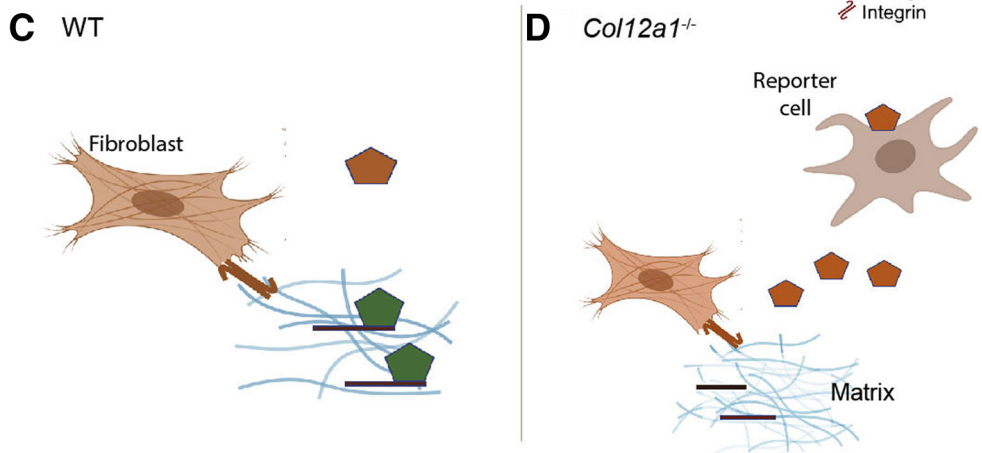 C WT
Fibroblast
D Col12a1-/-
Integrin
Reporter
cell
Matrix